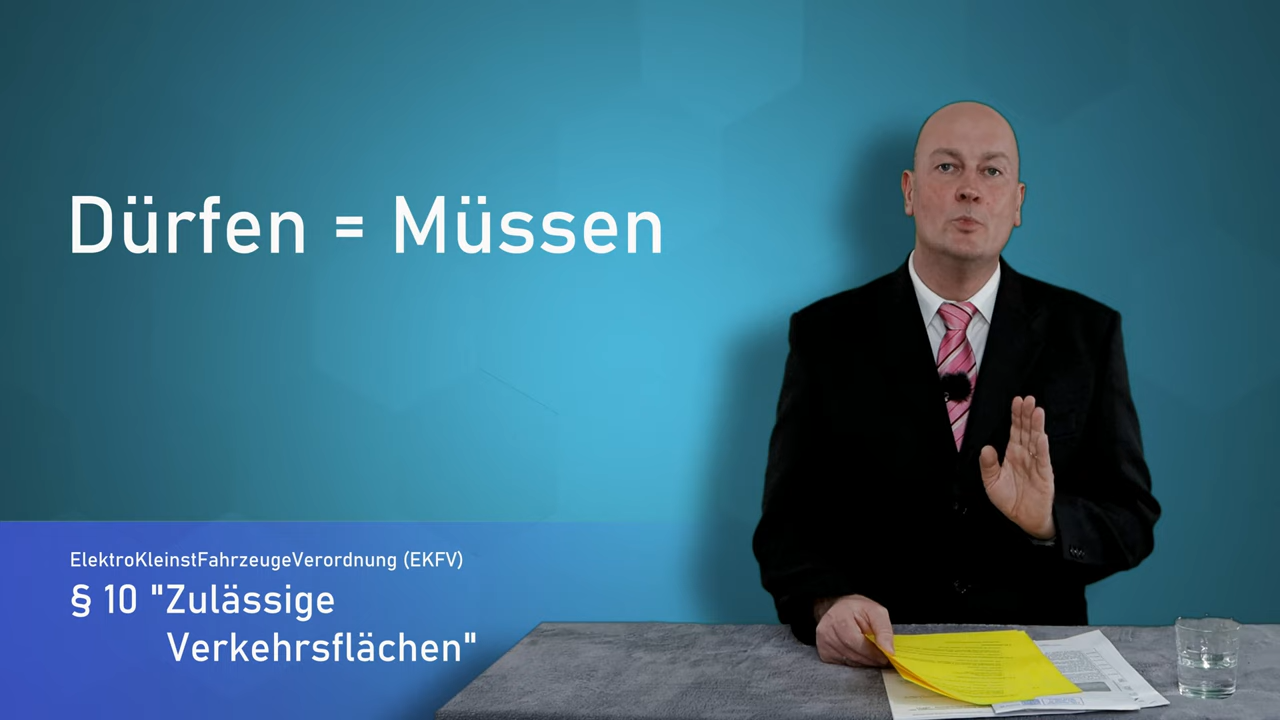 Dürfen = Müssen
ElektroKleinstFahrzeugeVerordnung (EKFV)
§ 10 "Zulässige
Verkehrsflächen"